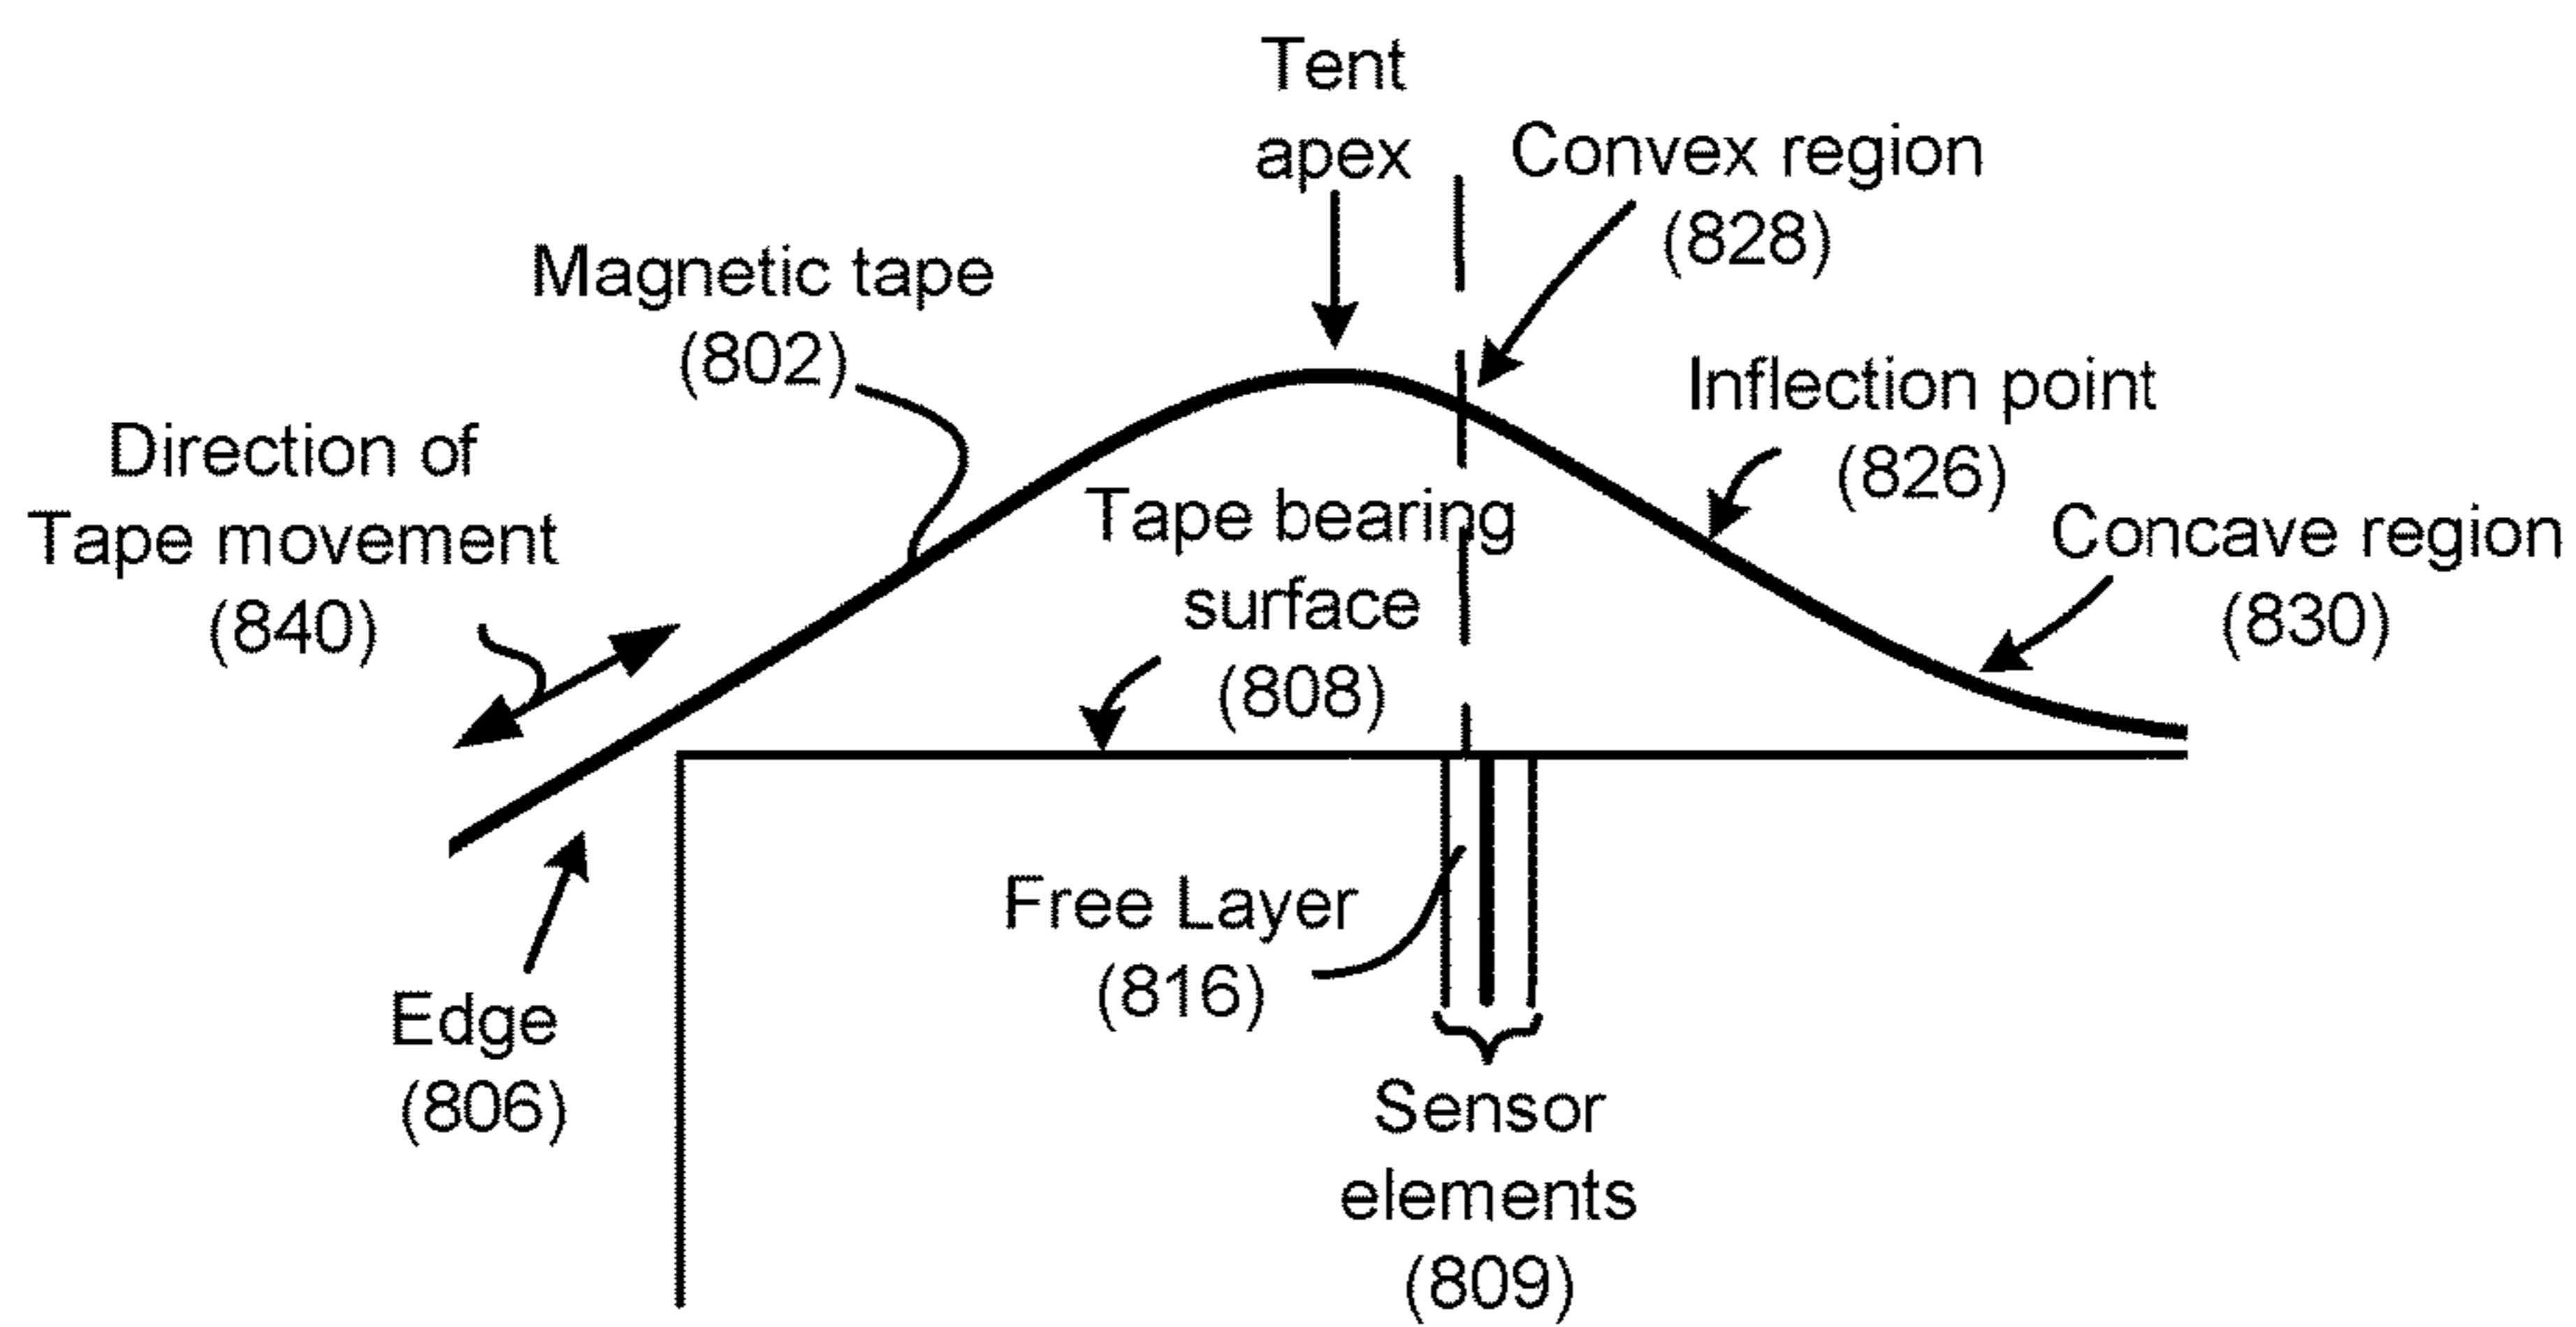 Tent
apex
Convex region
(828)
Magnetic tape
(802)
Inflection point
(826)
Direction of
Tape movement
(840)
Tape bearing
surface
(808)
Concave region
(830)
Free Layer
(816)
Edge
(806)
Sensor
elements
(809)